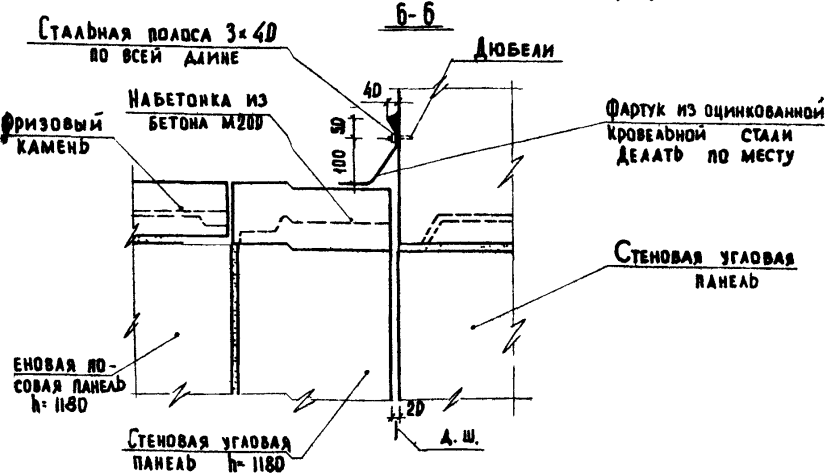 б-б
Стальная полоса 3×40
по всей длине
Дюбели
40
Набетонка из
бетона М200
50
100
Фризовый
камень
Фартук из оцинкованной
кровельной стали
делать по месту
Стеновая угловая
панель
еновая по-
совая панель
h=1180
20
Стеновая угловая
панель h=1180
д.ш.